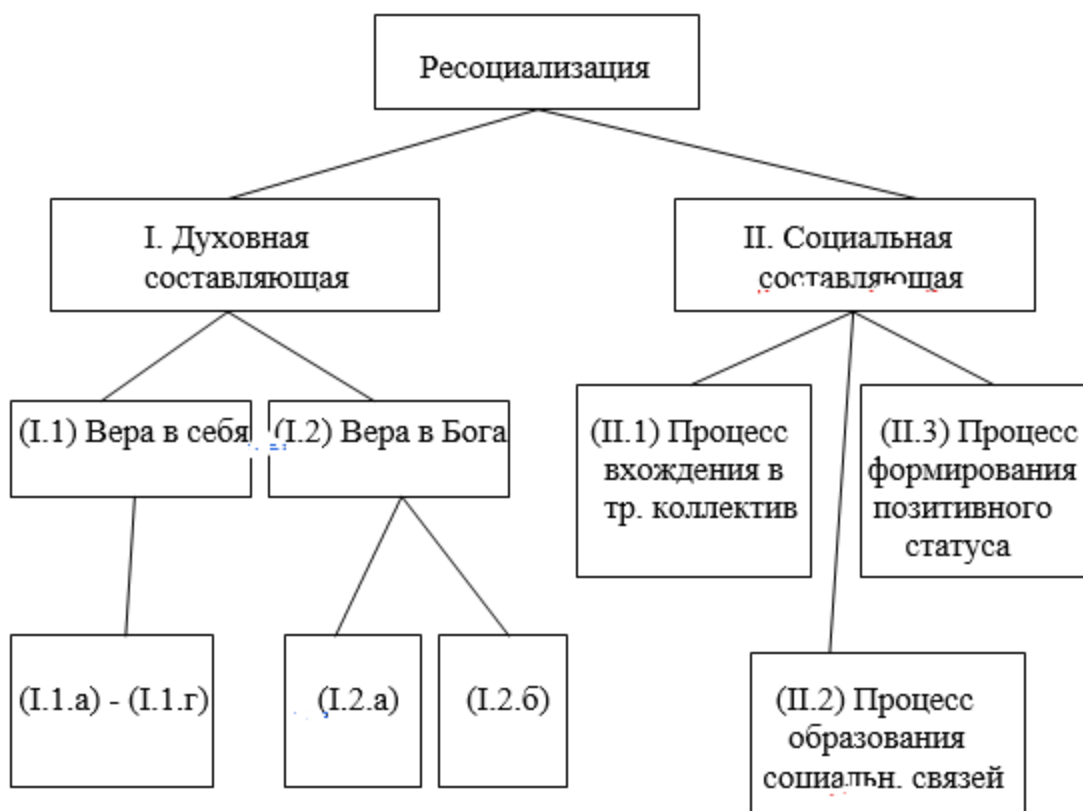 Ресоциализация
I. Духовная
составляющая
II. Социальная
составляющая
(I.1) Вера в себя
(I.2) Вера в Бога
(II.1) Процесс
вхождения в
тр. коллектив
(II.3) Процесс
формирования
позитивного
статуса
(I.1.а) - (I.1.г)
(I.2.а)
(I.2.б)
(II.2) Процесс
образования
социальн. связей